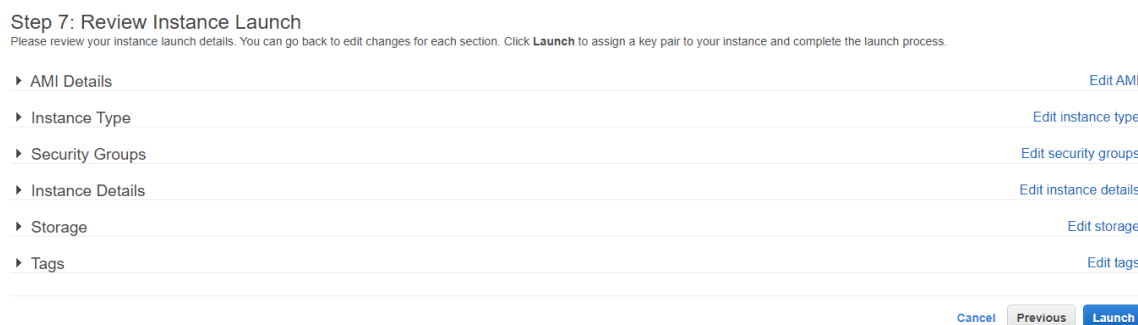 Step 7: Review Instance Launch
Please review your instance launch details. You can go back to edit changes for each section. Click Launch to assign a key pair to your instance and complete the launch process.
AMI Details Edit AMI
Instance Type Edit instance type
Security Groups Edit security groups
Instance Details Edit instance details
Storage Edit storage
Tags Edit tags
Cancel Previous Launch